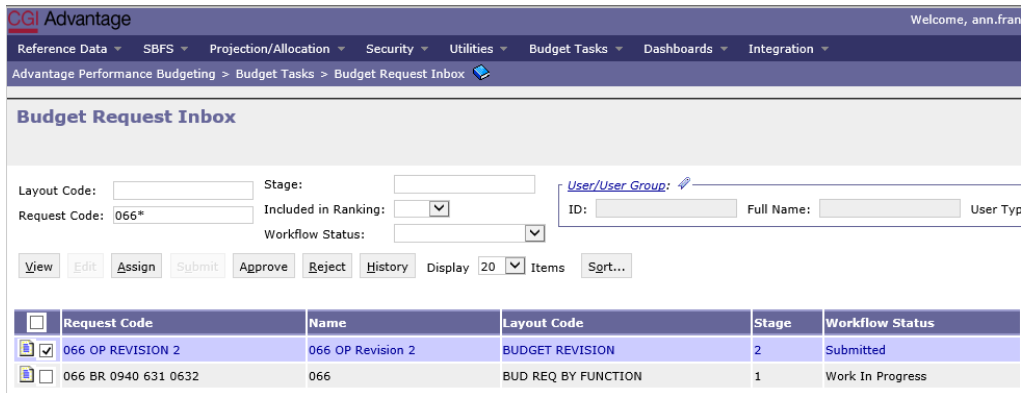 CGI Advantage
Welcome, ann.fran
Reference Data SBFS Projection/Allocation Security Utilities Budget Tasks Dashboards Integration
Advantage Performance Budgeting > Budget Tasks > Budget Request Inbox
Budget Request Inbox
Layout Code: Stage: User/User Group:
Request Code: 066* Included in Ranking: ID: Full Name: User Typ
Workflow Status:
View Edit Assign Submit Approve Reject History Display 20 Items Sort...
Request Code Name Layout Code Stage Workflow Status
066 OP REVISION 2 066 OP Revision 2 BUDGET REVISION 2 Submitted
066 BR 0940 631 0632 066 BUD REQ BY FUNCTION 1 Work In Progress